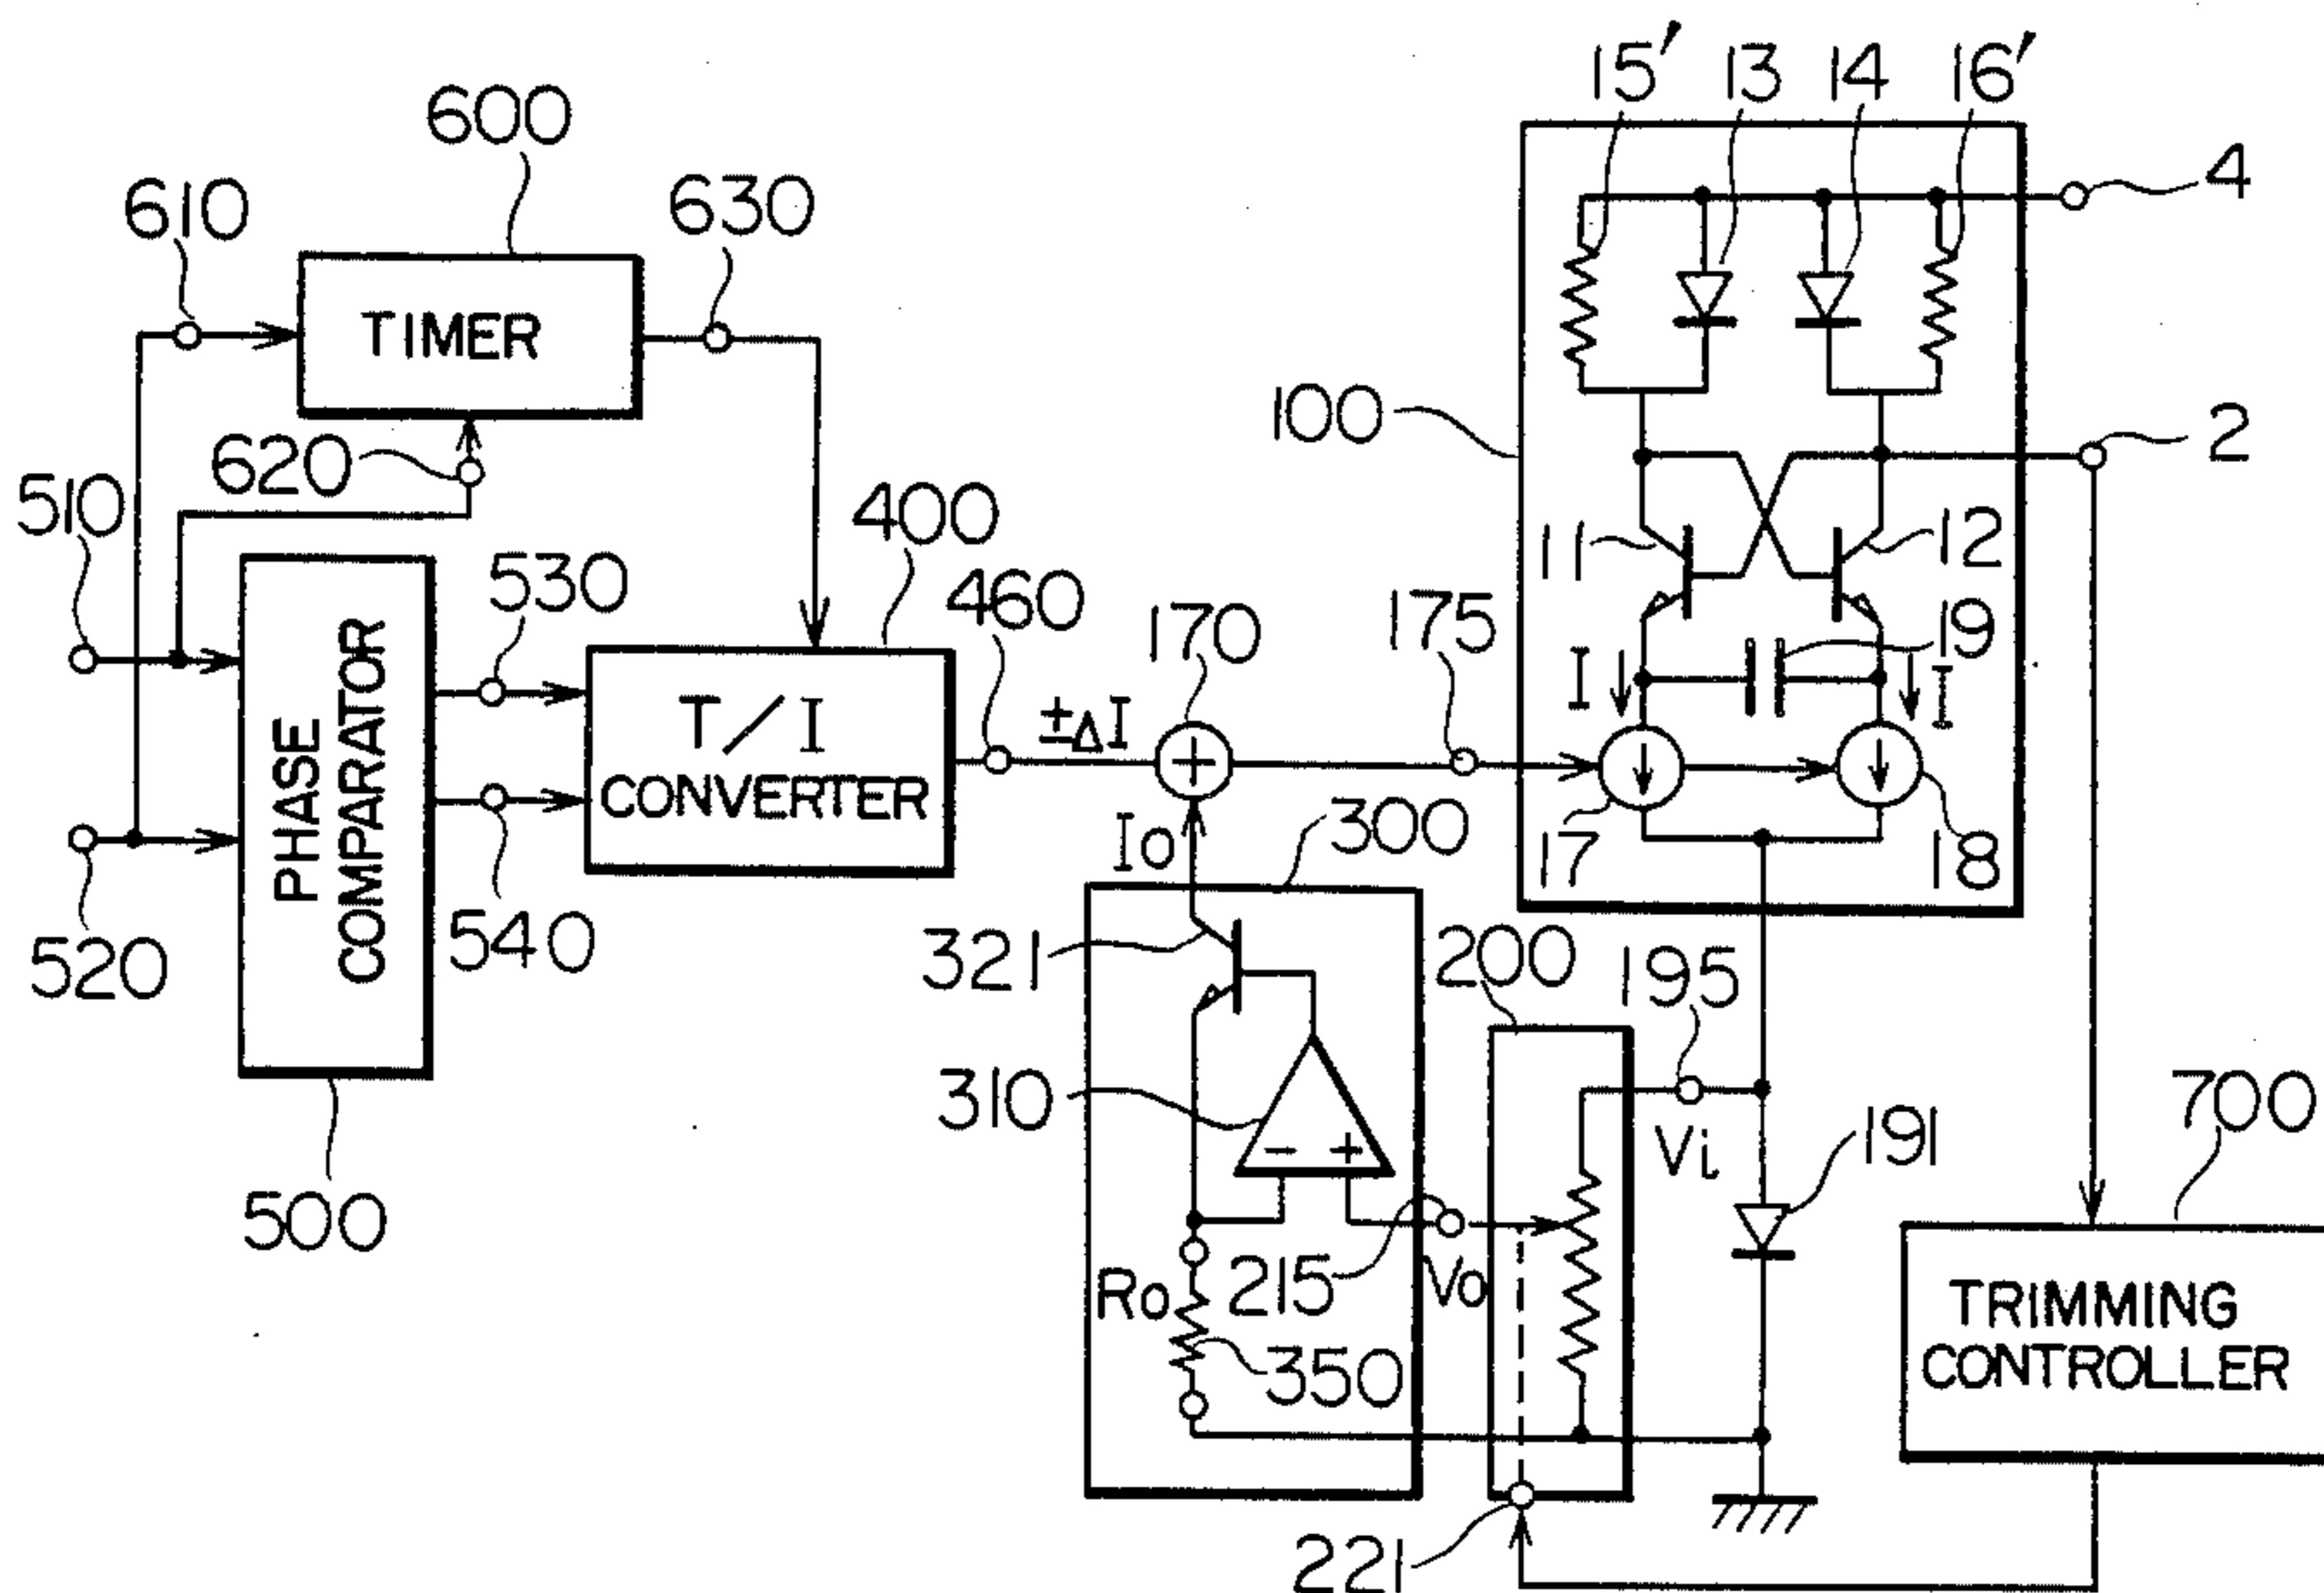 15' 13 14 16'
600
4
610 630
TIMER
100
2
620
510 400
11 12
530 460 170 175 19
PHASE
COMPARATOR
T/I
CONVERTER
±ΔI
I I
300
Io
17 18
520 540
321 200 195
310
Vi
191
700
500
Ro 215 Vo
TRIMMING
CONTROLLER
350
221